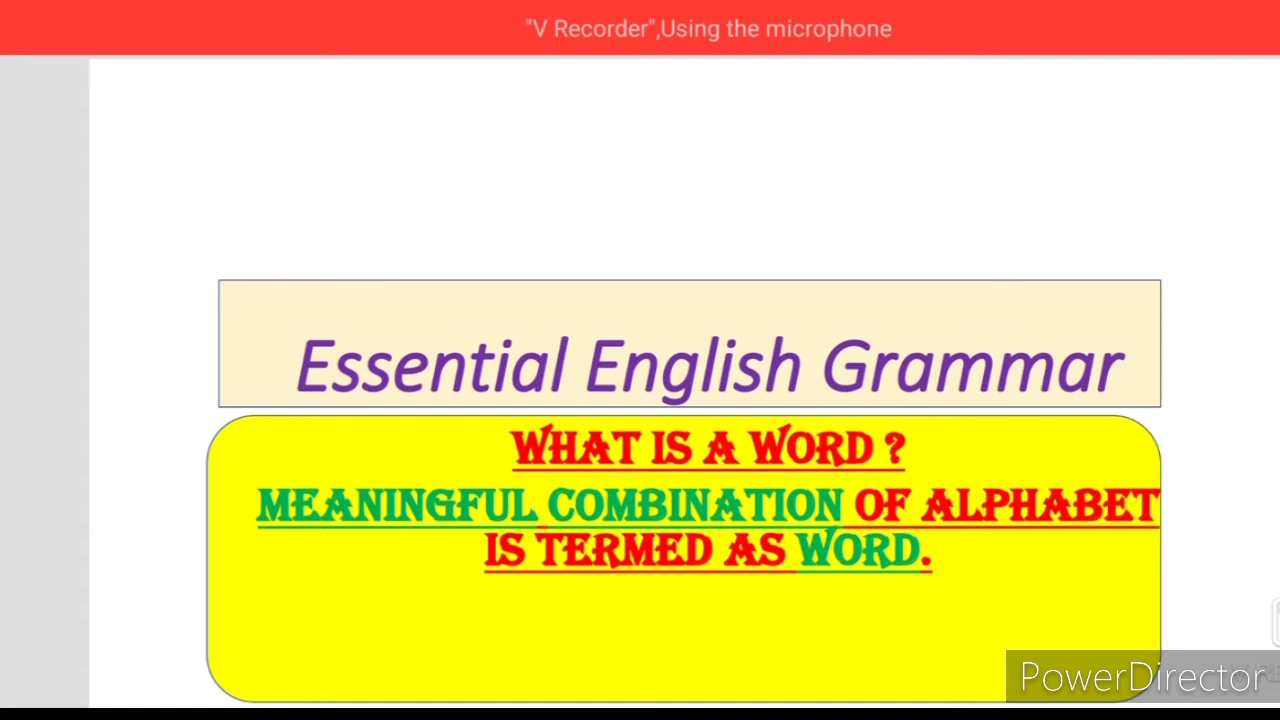 "V Recorder",Using the microphone
Essential English Grammar
WHAT IS A WORD ?
MEANINGFUL COMBINATION OF ALPHABET
IS TERMED AS WORD.
PowerDirector